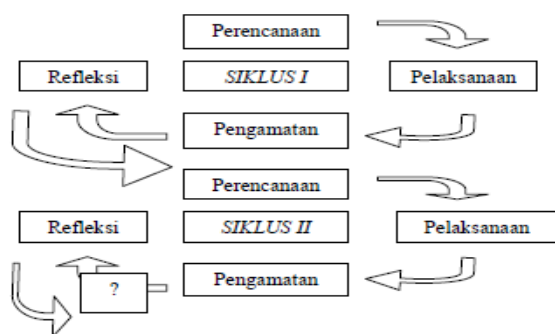 Perencanaan
Refleksi
SIKLUS I
Pelaksanaan
Pengamatan
Perencanaan
Refleksi
SIKLUS II
Pelaksanaan
Pengamatan
?